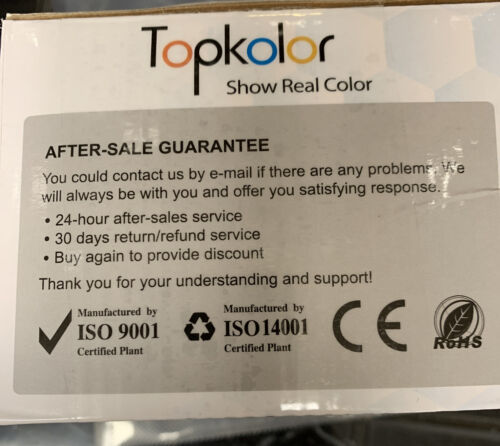 Topkolor
Show Real Color
AFTER-SALE GUARANTEE
You could contact us by e-mail if there are any problems. We
will always be with you and offer you satisfying response.
• 24-hour after-sales service
• 30 days return/refund service
• Buy again to provide discount
Thank you for your understanding and support!
Manufactured by
ISO 9001
Certified Plant
Manufactured by
ISO14001
Certified Plant
CE
RoHS